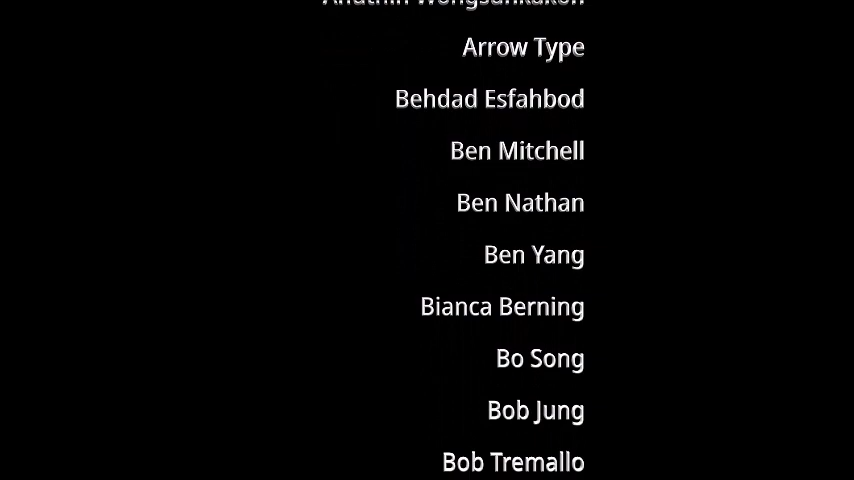 Arrow Type
Behdad Esfahbod
Ben Mitchell
Ben Nathan
Ben Yang
Bianca Berning
Bo Song
Bob Jung
Bob Tremallo